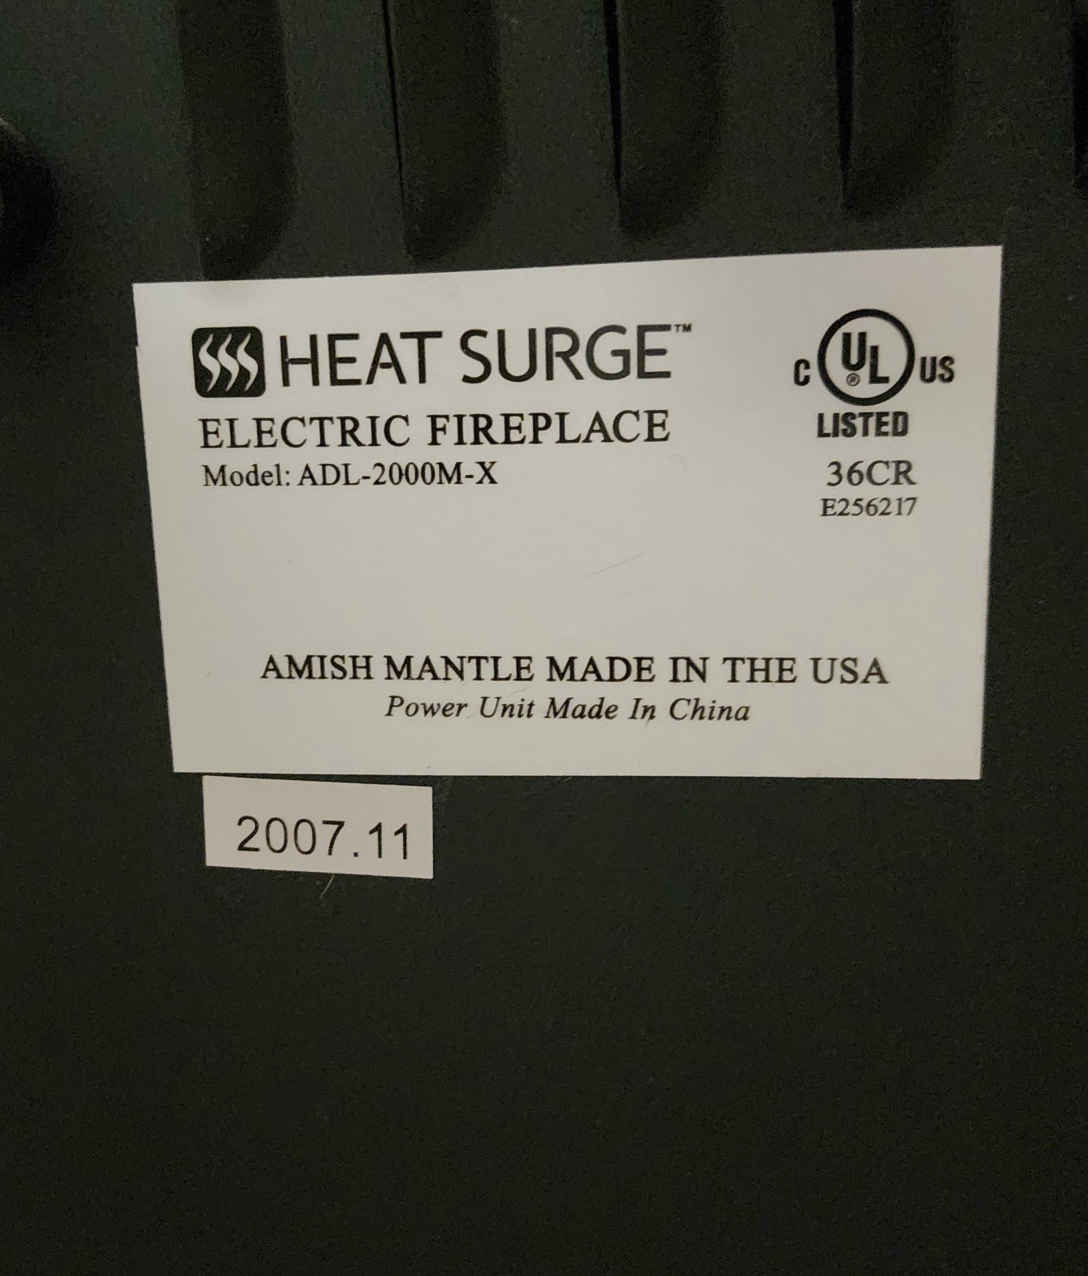 HEAT SURGE™
ELECTRIC FIREPLACE
Model: ADL-2000M-X
C UL® US
LISTED
36CR
E256217
AMISH MANTLE MADE IN THE USA
Power Unit Made In China
2007.11